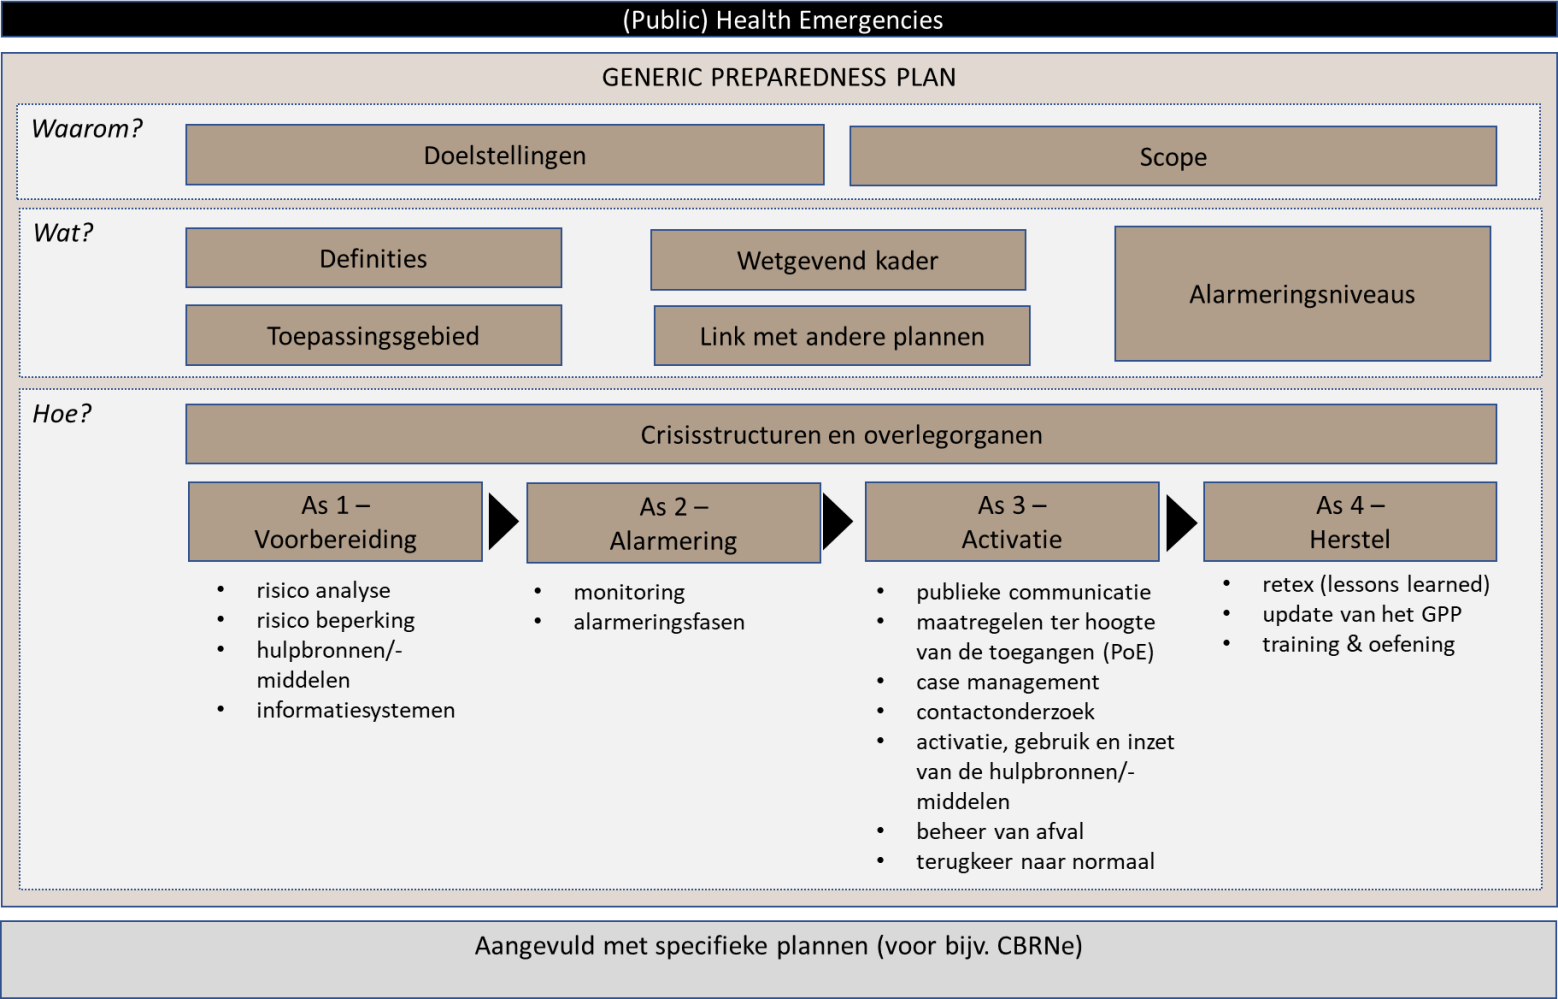 (Public) Health Emergencies
GENERIC PREPAREDNESS PLAN
Waarom?
Doelstellingen
Scope
Wat?
Definities
Wetgevend kader
Alarmeringsniveaus
Toepassingsgebied
Link met andere plannen
Hoe?
Crisisstructuren en overlegorganen
As 1 –
Voorbereiding
As 2 –
Alarmering
As 3 –
Activatie
As 4 –
Herstel
• risico analyse
• risico beperking
• hulpbronnen/-
middelen
• informatiesystemen
• monitoring
• alarmeringsfasen
• publieke communicatie
• maatregelen ter hoogte
van de toegangen (PoE)
• case management
• contactonderzoek
• activatie, gebruik en inzet
van de hulpbronnen/-
middelen
• beheer van afval
• terugkeer naar normaal
• retex (lessons learned)
• update van het GPP
• training & oefening
Aangevuld met specifieke plannen (voor bijv. CBRNe)